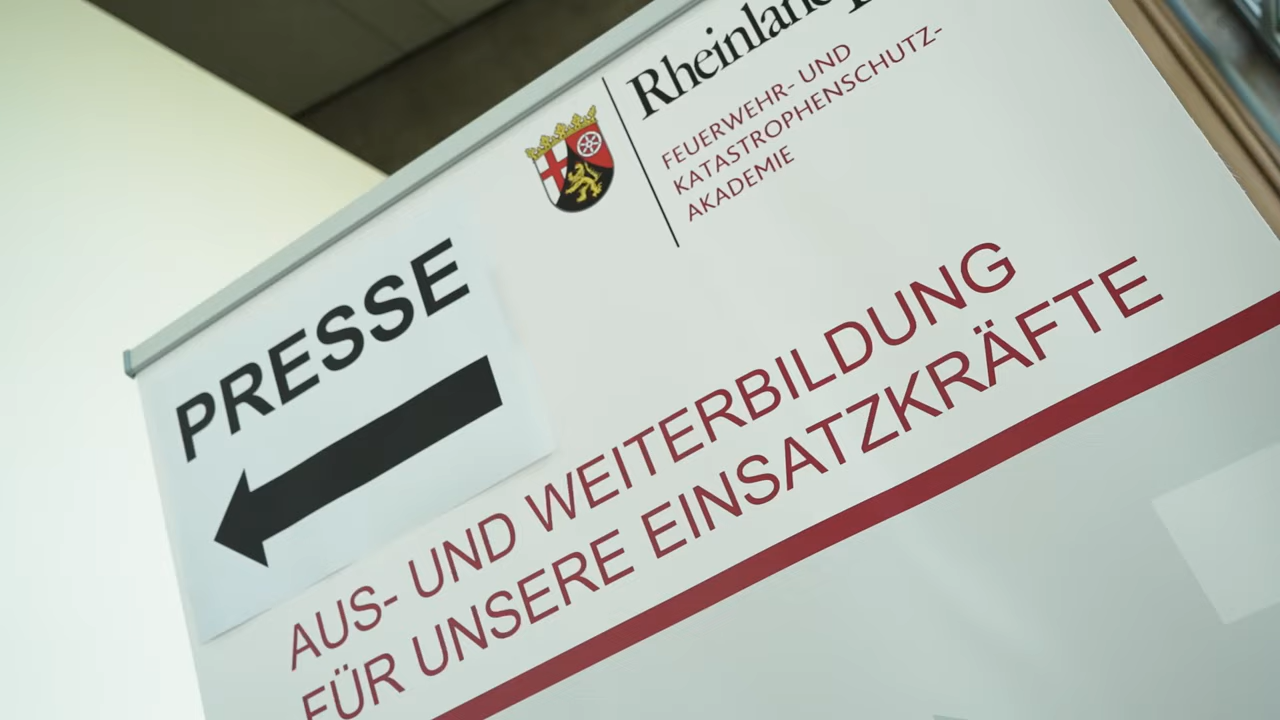 Rheinland
FEUERWEHR- UND
KATASTROPHENSCHUTZ-
AKADEMIE
PRESSE
AUS- UND WEITERBILDUNG
FÜR UNSERE EINSATZKRÄFTE